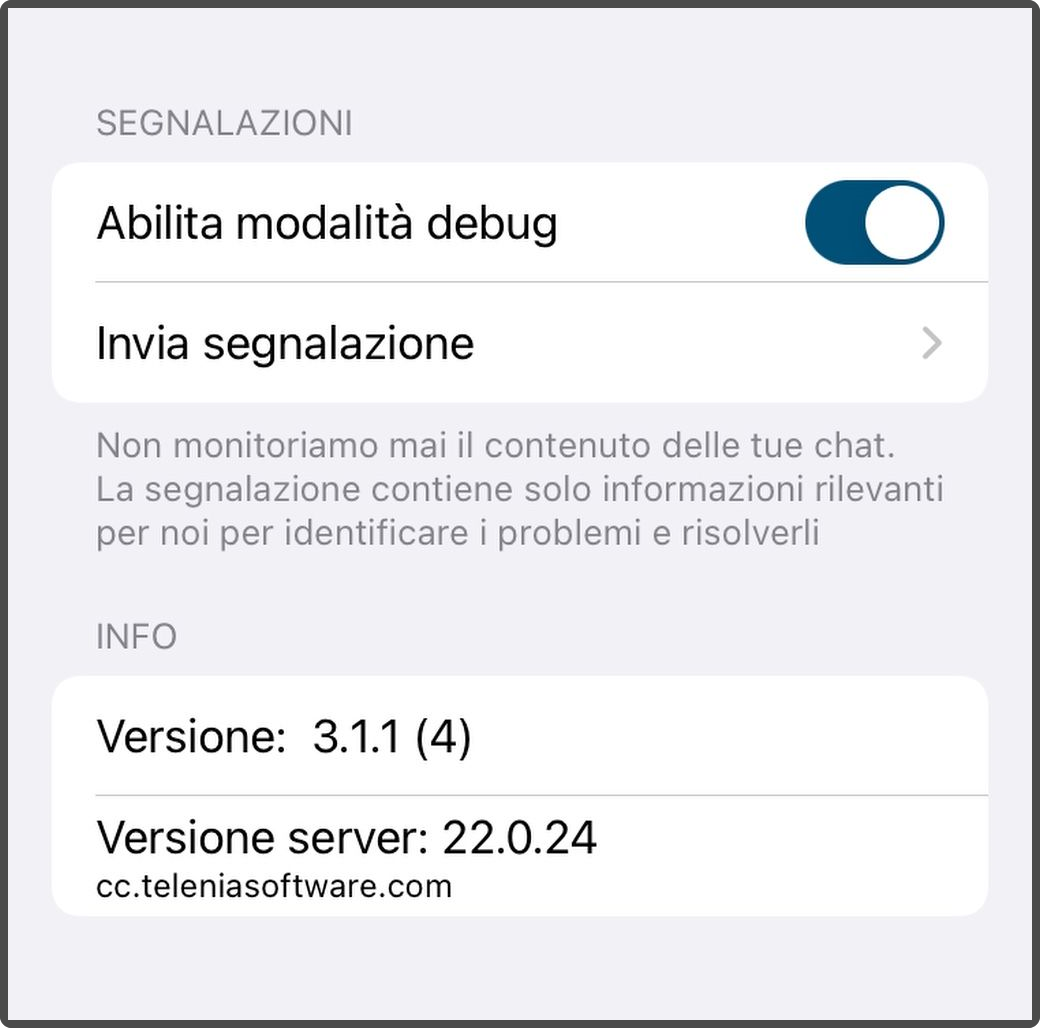 SEGNALAZIONI
Abilita modalità debug
Invia segnalazione
Non monitoriamo mai il contenuto delle tue chat.
La segnalazione contiene solo informazioni rilevanti
per noi per identificare i problemi e risolverli
INFO
Versione: 3.1.1 (4)
Versione server: 22.0.24
cc.teleniasoftware.com